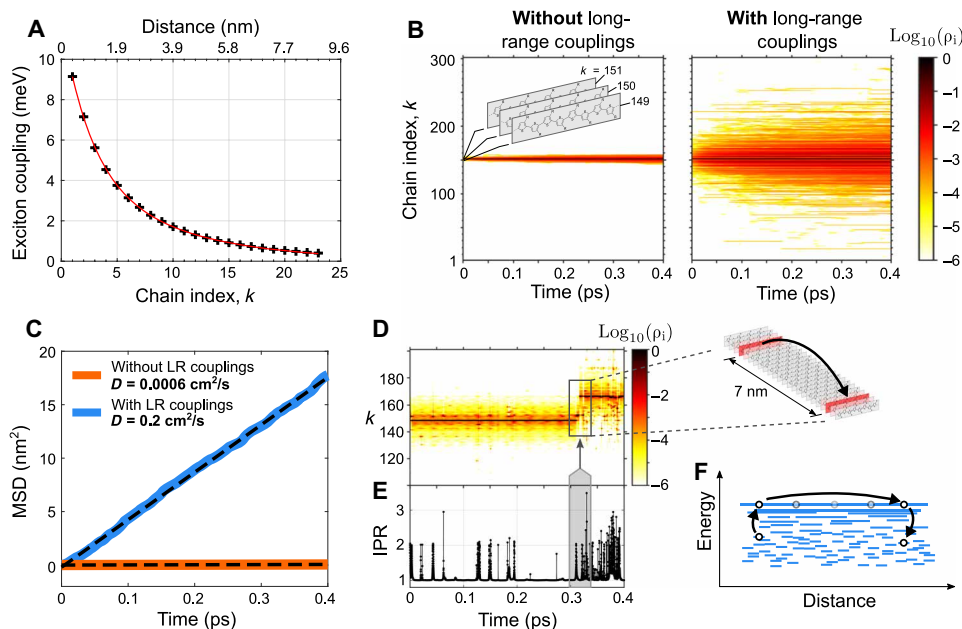 A
Distance (nm)
0 1.9 3.9 5.8 7.7 9.6
Exciton coupling (meV)
10
8
6
4
2
0
0 5 10 15 20 25
Chain index, k
B
Without long-
range couplings
With long-range
couplings
Log10(ρi)
Chain index, k
300
200
100
1
k = 151
150
149
0 0.1 0.2 0.3 0.4
Time (ps)
0 0.1 0.2 0.3 0.4
Time (ps)
0
−1
−2
−3
−4
−5
−6
C
MSD (nm²)
20
15
10
5
0
Without LR couplings
D = 0.0006 cm²/s
With LR couplings
D = 0.2 cm²/s
0 0.1 0.2 0.3 0.4
Time (ps)
D
Log10(ρi)
k
180
160
140
120
100
0
−2
−4
−6
7 nm
E
IPR
3
2
1
0 0.1 0.2 0.3 0.4
Time (ps)
F
Energy
Distance